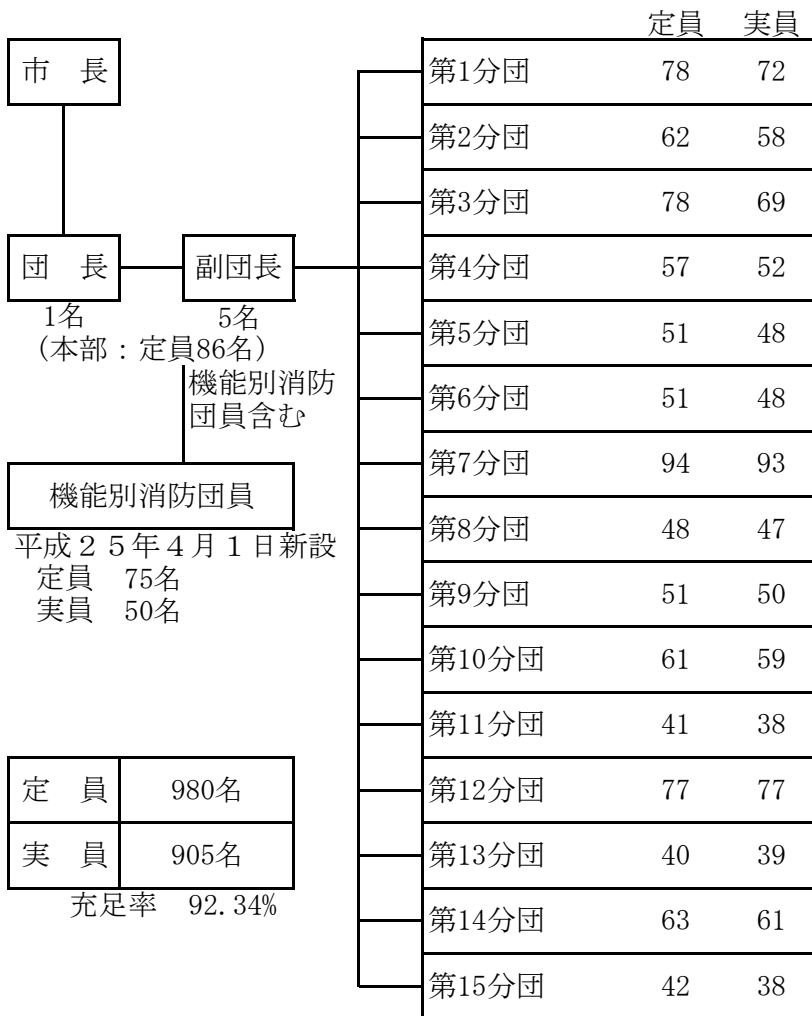 定員 実員
市　長
団　長 副団長
1名 5名
(本部：定員86名)
機能別消防
団員含む
機能別消防団員
平成２５年４月１日新設
定員　75名
実員　50名
定　員 980名
実　員 905名
充足率　92.34%
第1分団 78 72
第2分団 62 58
第3分団 78 69
第4分団 57 52
第5分団 51 48
第6分団 51 48
第7分団 94 93
第8分団 48 47
第9分団 51 50
第10分団 61 59
第11分団 41 38
第12分団 77 77
第13分団 40 39
第14分団 63 61
第15分団 42 38